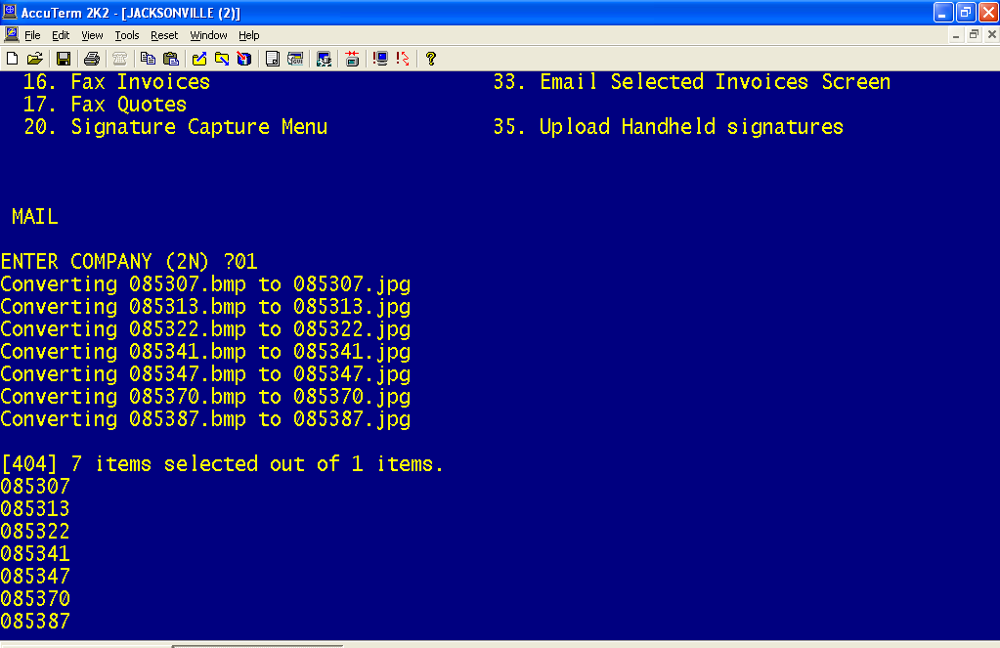 AccuTerm 2K2 - [JACKSONVILLE (2)]
File Edit View Tools Reset Window Help
16. Fax Invoices 33. Email Selected Invoices Screen
17. Fax Quotes
20. Signature Capture Menu 35. Upload Handheld signatures
MAIL
ENTER COMPANY (2N) ?01
Converting 085307.bmp to 085307.jpg
Converting 085313.bmp to 085313.jpg
Converting 085322.bmp to 085322.jpg
Converting 085341.bmp to 085341.jpg
Converting 085347.bmp to 085347.jpg
Converting 085370.bmp to 085370.jpg
Converting 085387.bmp to 085387.jpg
[404] 7 items selected out of 1 items.
085307
085313
085322
085341
085347
085370
085387